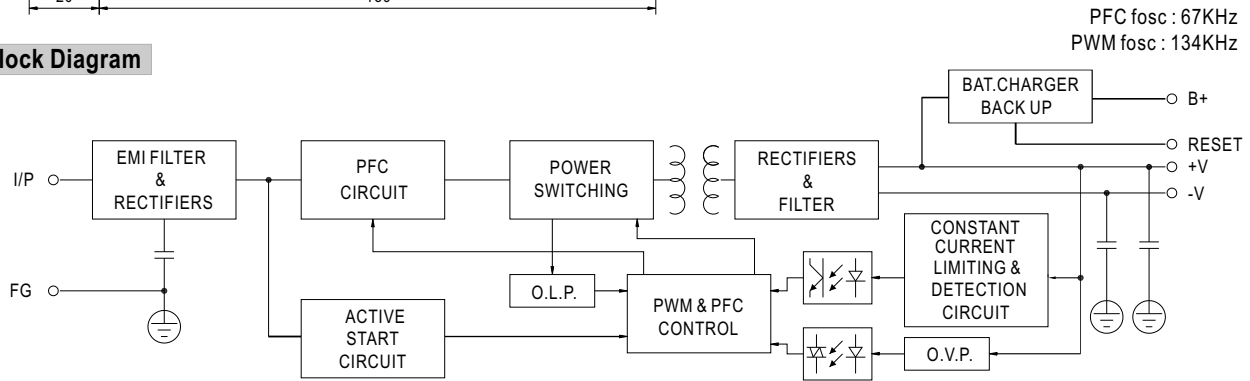 PFC fosc : 67KHz
PWM fosc : 134KHz
lock Diagram
BAT.CHARGER
BACK UP
B+
RESET
+V
-V
I/P
EMI FILTER
&
RECTIFIERS
PFC
CIRCUIT
POWER
SWITCHING
RECTIFIERS
&
FILTER
FG
ACTIVE
START
CIRCUIT
O.L.P.
PWM & PFC
CONTROL
CONSTANT
CURRENT
LIMITING &
DETECTION
CIRCUIT
O.V.P.